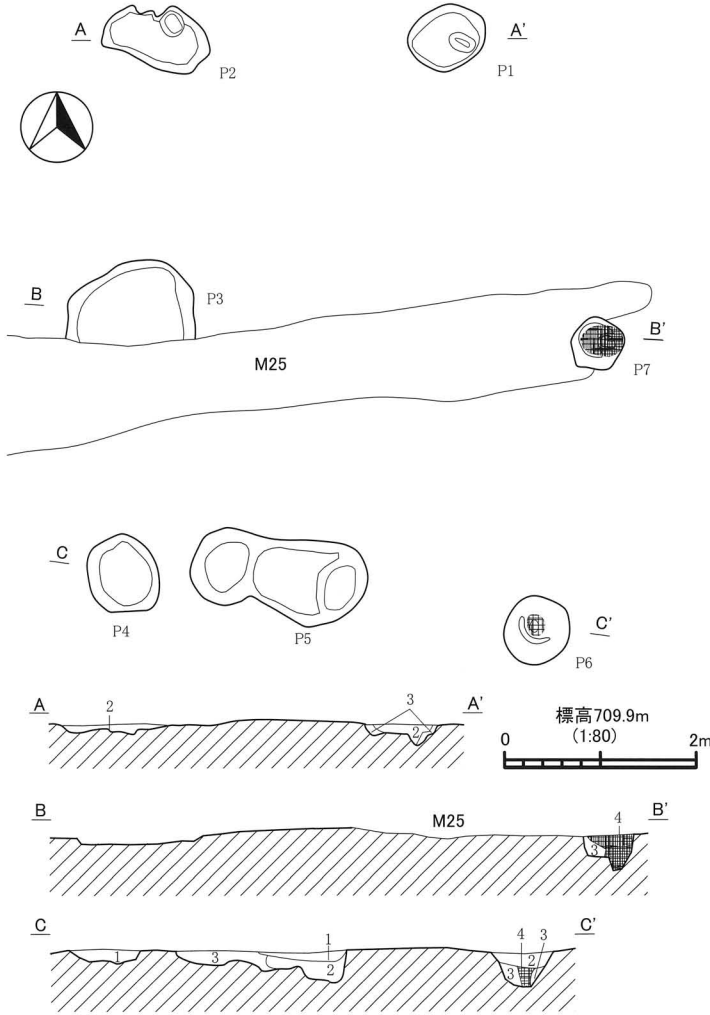 A A'
P2 P1
B P3 B'
M25 P7
C C'
P4 P5 P6
A 2 3 2 A'
標高709.9m
(1:80)
0 2m
B M25 4 B'
3
C 1 4 3 C'
1 3 2 3 2